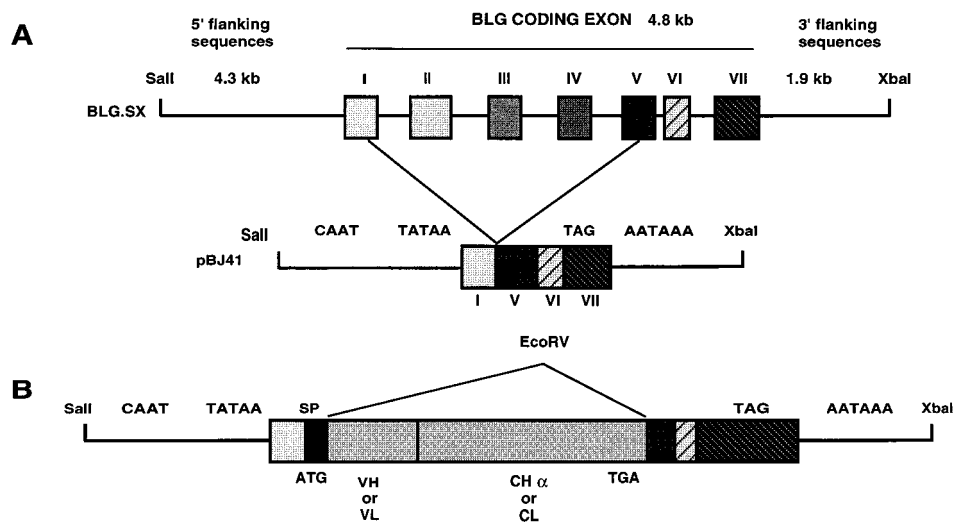 A
5' flanking
sequences
BLG CODING EXON 4.8 kb
3' flanking
sequences
SalI 4.3 kb I II III IV V VI VII 1.9 kb XbaI
BLG.SX
SalI CAAT TATAA TAG AATAAA XbaI
pBJ41
I V VI VII
EcoRV
B
SalI CAAT TATAA SP TAG AATAAA XbaI
ATG VH
or
VL
CH α
or
CL
TGA